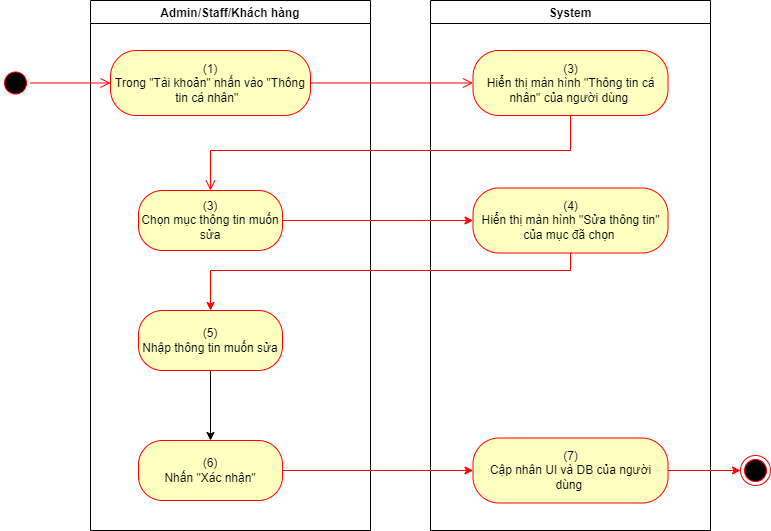 Admin/Staff/Khách hàng
System
(1)
Trong "Tài khoản" nhấn vào "Thông
tin cá nhân"
(3)
Hiển thị màn hình "Thông tin cá
nhân" của người dùng
(3)
Chọn mục thông tin muốn
sửa
(4)
Hiển thị màn hình "Sửa thông tin"
của mục đã chọn
(5)
Nhập thông tin muốn sửa
(6)
Nhấn "Xác nhận"
(7)
Cập nhân UI và DB của người
dùng